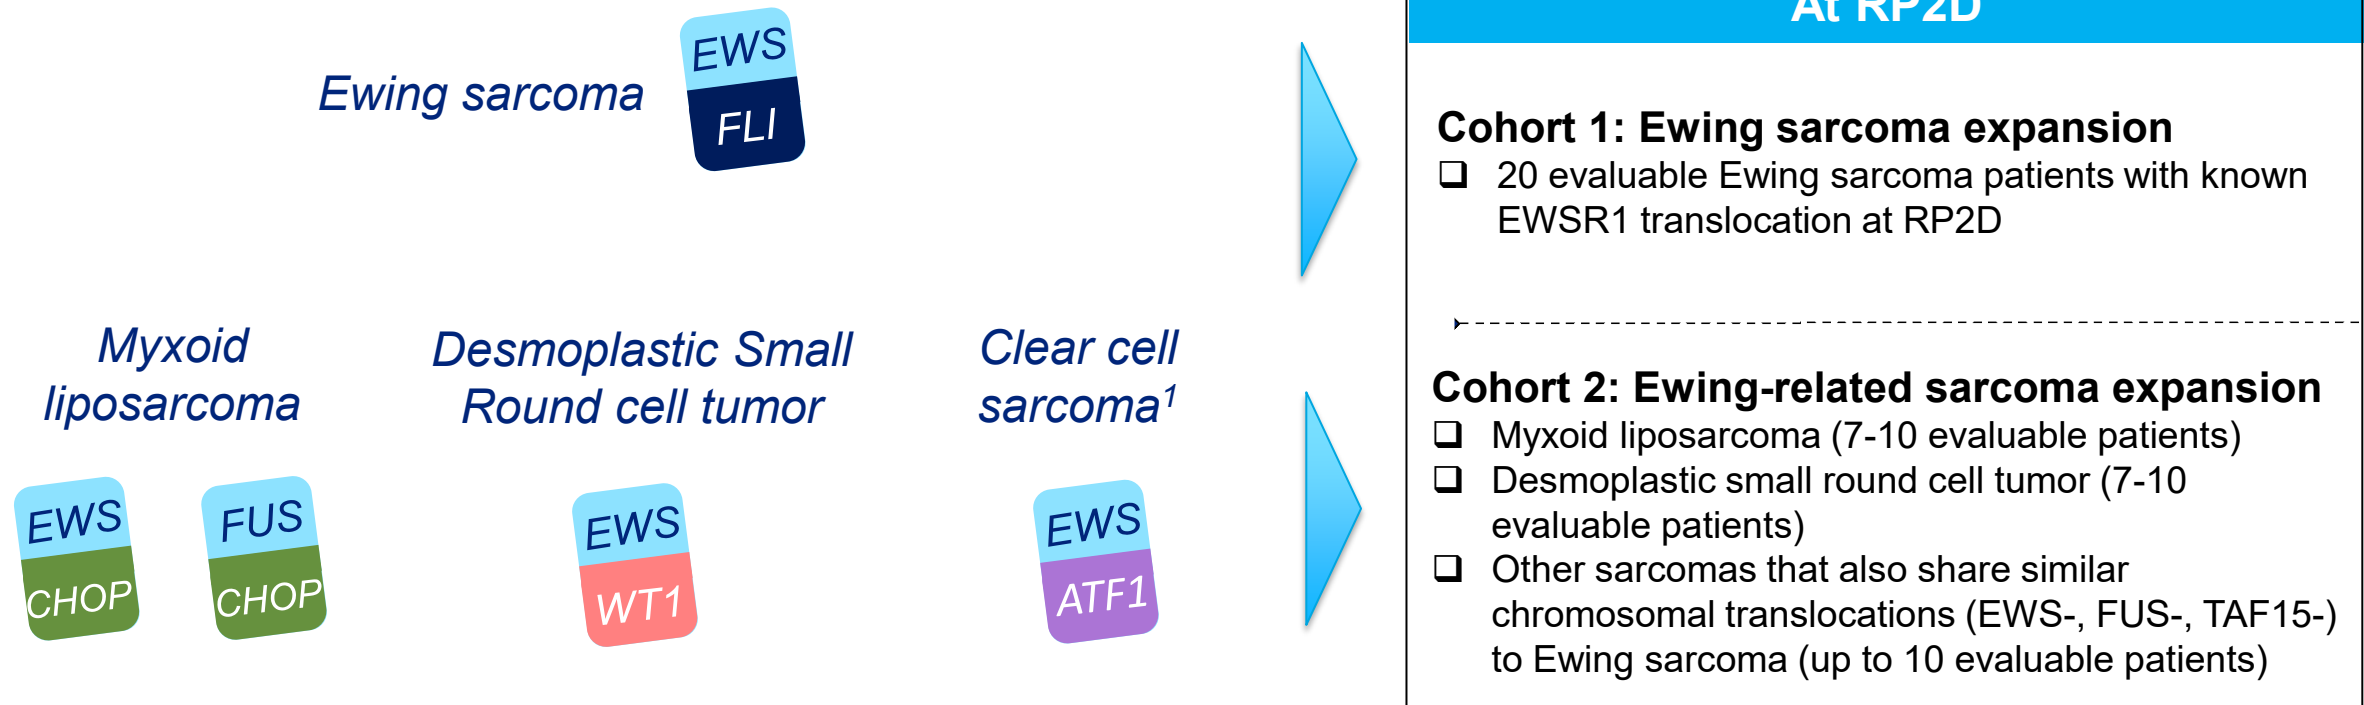 At RP2D
Ewing sarcoma
EWS
FLI
Cohort 1: Ewing sarcoma expansion
❑ 20 evaluable Ewing sarcoma patients with known
EWSR1 translocation at RP2D
Myxoid
liposarcoma
Desmoplastic Small
Round cell tumor
Clear cell
sarcoma¹
EWS
CHOP
FUS
CHOP
EWS
WT1
EWS
ATF1
Cohort 2: Ewing-related sarcoma expansion
❑ Myxoid liposarcoma (7-10 evaluable patients)
❑ Desmoplastic small round cell tumor (7-10
evaluable patients)
❑ Other sarcomas that also share similar
chromosomal translocations (EWS-, FUS-, TAF15-)
to Ewing sarcoma (up to 10 evaluable patients)